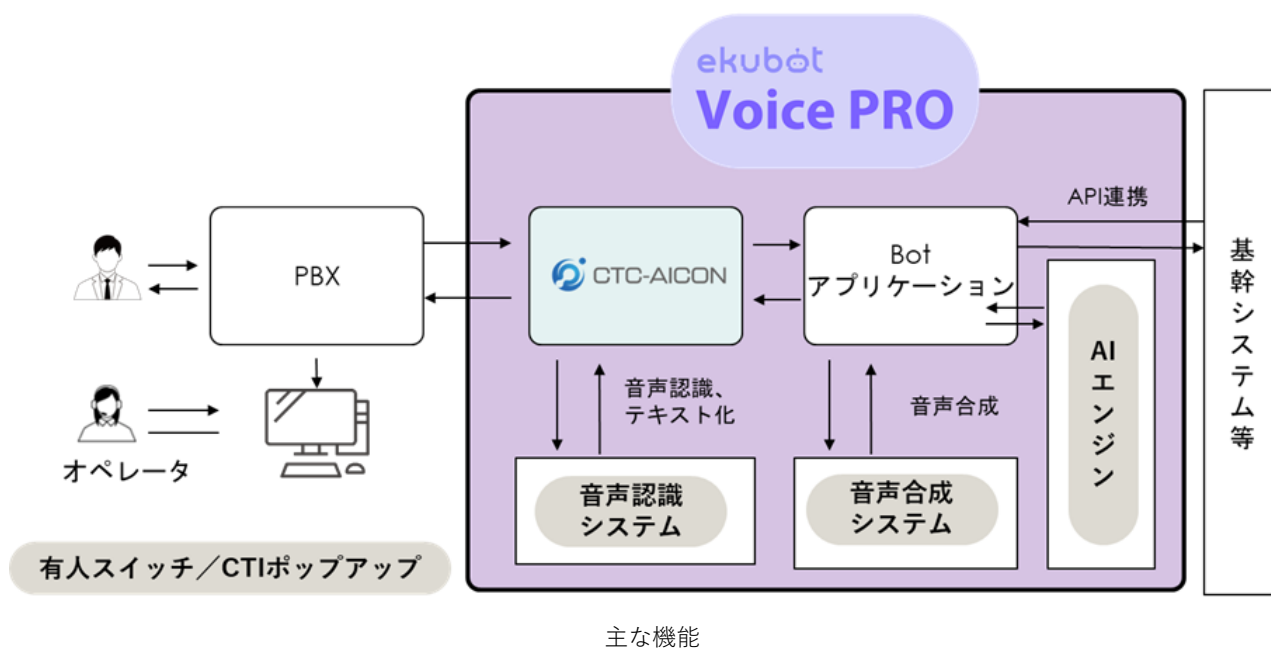 ekubot
Voice PRO
API連携
PBX
CTC-AICON
Bot
アプリケーション
基幹システム等
AIエンジン
音声認識、
テキスト化
音声合成
オペレータ
音声認識
システム
音声合成
システム
有人スイッチ／CTIポップアップ
主な機能